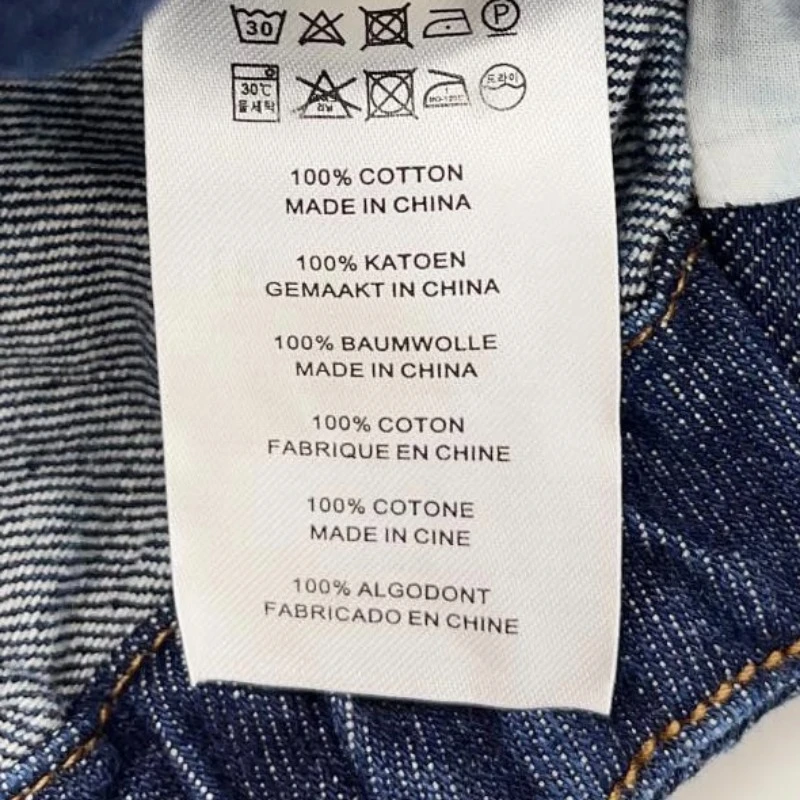 30
P
30℃
물세탁
드라이
100% COTTON
MADE IN CHINA
100% KATOEN
GEMAAKT IN CHINA
100% BAUMWOLLE
MADE IN CHINA
100% COTON
FABRIQUE EN CHINE
100% COTONE
MADE IN CINE
100% ALGODONT
FABRICADO EN CHINE